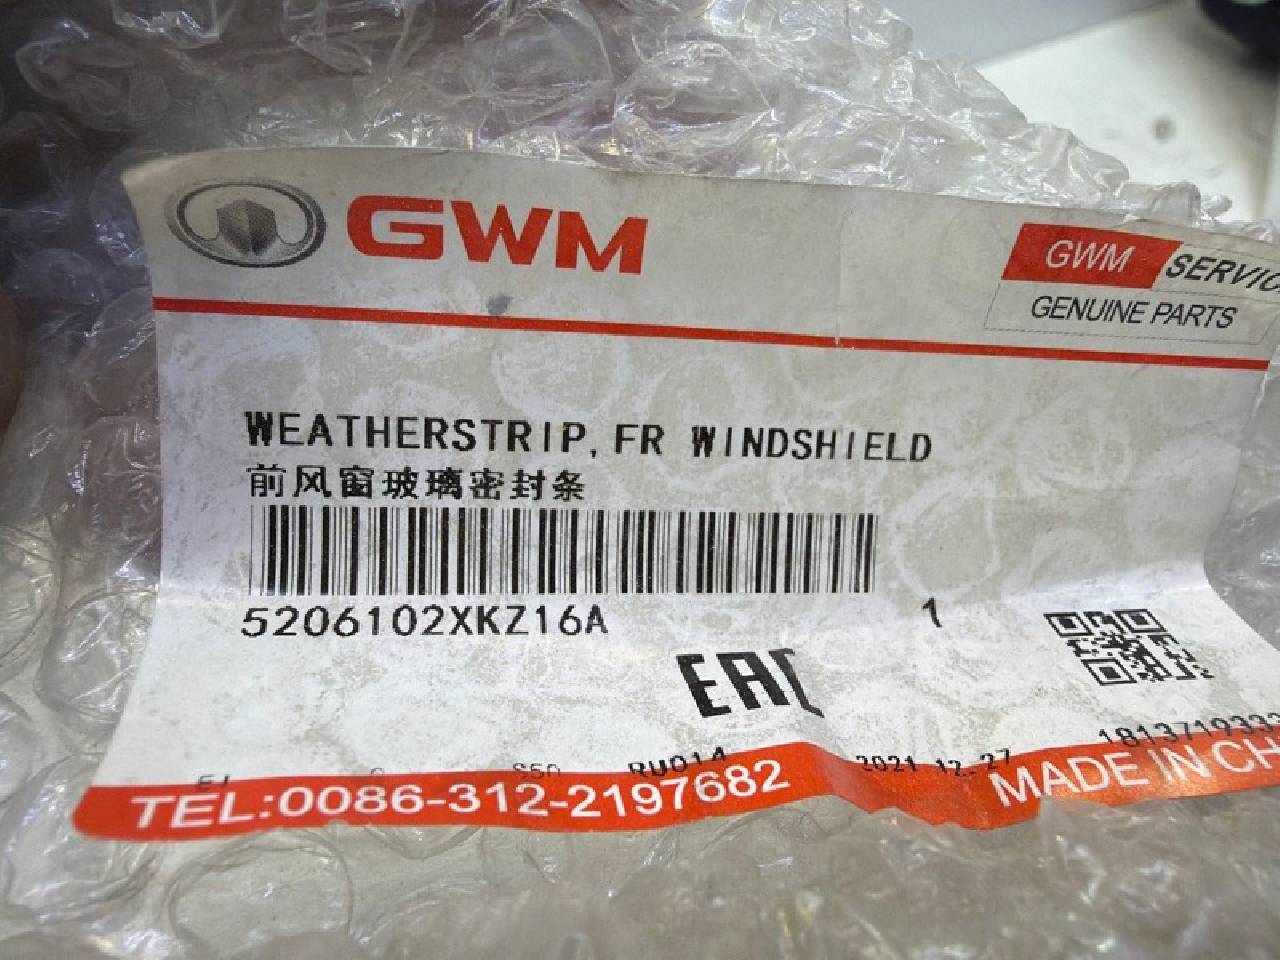 GWM
GWM SERVIC
GENUINE PARTS
WEATHERSTRIP,FR WINDSHIELD
前风窗玻璃密封条
5206102XKZ16A
1
EAC
RU014
2021.12.27
TEL:0086-312-2197682
MADE IN CH